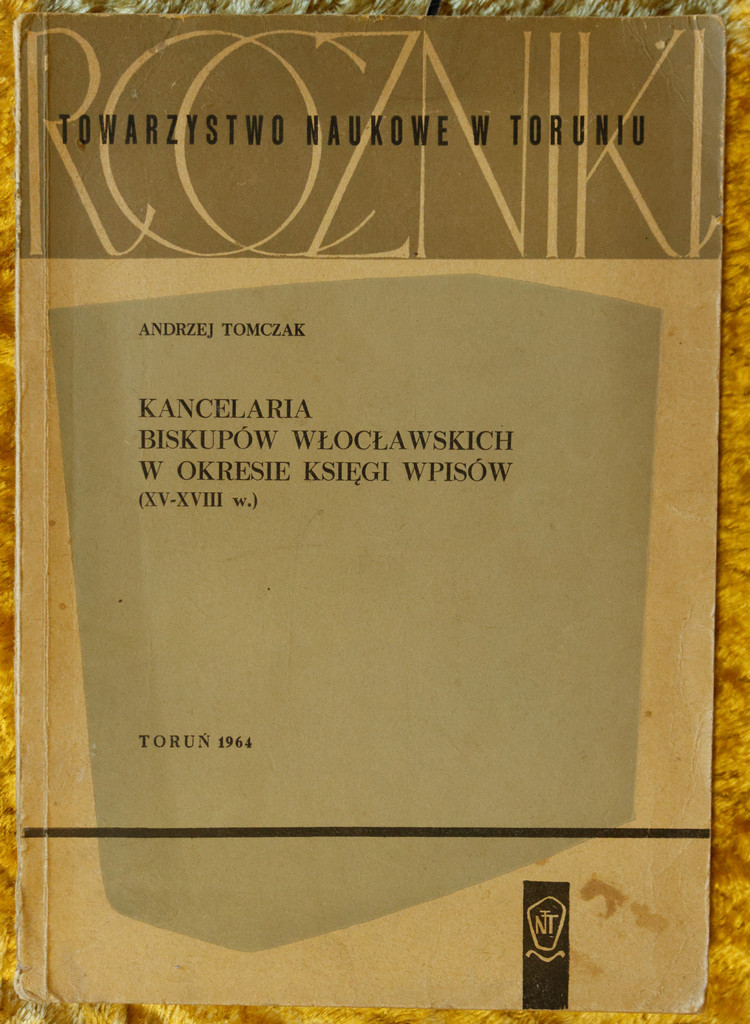 ROCZNIKI
TOWARZYSTWO NAUKOWE W TORUNIU
ANDRZEJ TOMCZAK
KANCELARIA
BISKUPÓW WŁOCŁAWSKICH
W OKRESIE KSIĘGI WPISÓW
(XV-XVIII w.)
TORUŃ 1964
TNT